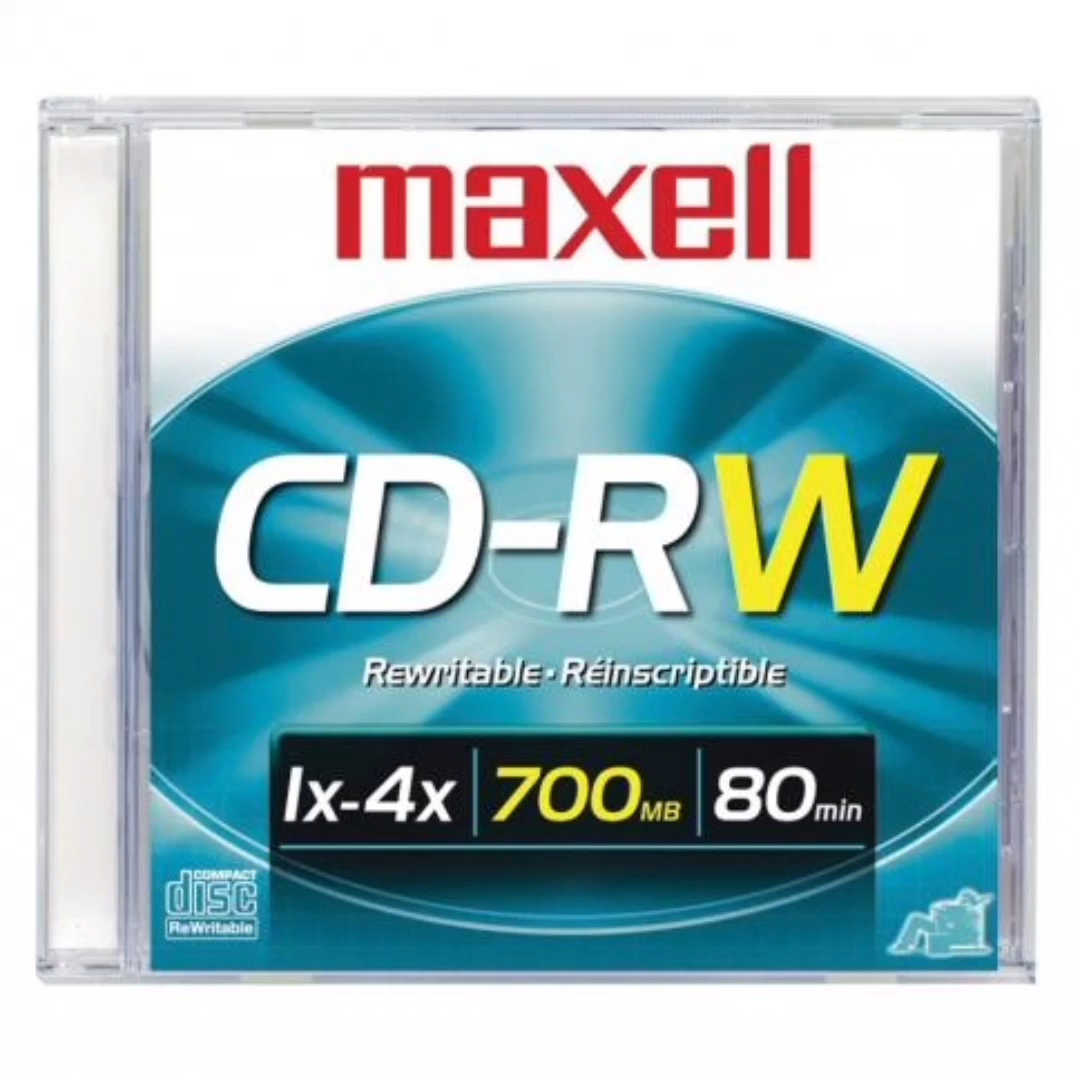 maxell
CD-RW
Rewritable · Réinscriptible
1x-4x 700MB 80min
COMPACT
disc
ReWritable